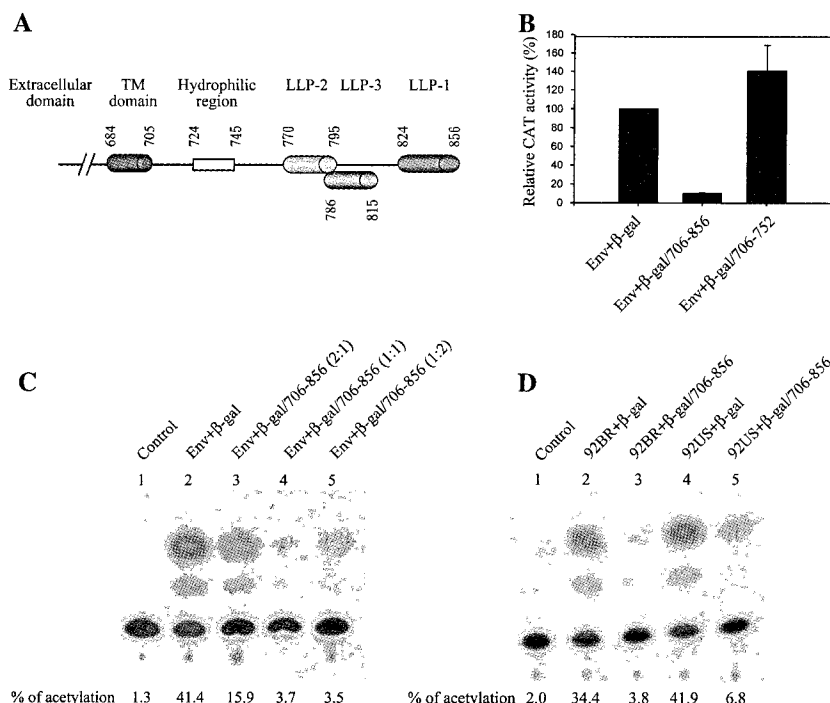 A
Extracellular domain
TM domain
Hydrophilic region
LLP-2
LLP-3
LLP-1
684
705
724
745
770
795
824
856
786
815
B
Relative CAT activity (%)
180
160
140
120
100
80
60
40
20
0
Env+β-gal
Env+β-gal/706-856
Env+β-gal/706-752
C
Control
Env+β-gal
Env+β-gal/706-856 (2:1)
Env+β-gal/706-856 (1:1)
Env+β-gal/706-856 (1:2)
1 2 3 4 5
% of acetylation 1.3 41.4 15.9 3.7 3.5
D
Control
92BR+β-gal
92BR+β-gal/706-856
92US+β-gal
92US+β-gal/706-856
1 2 3 4 5
% of acetylation 2.0 34.4 3.8 41.9 6.8